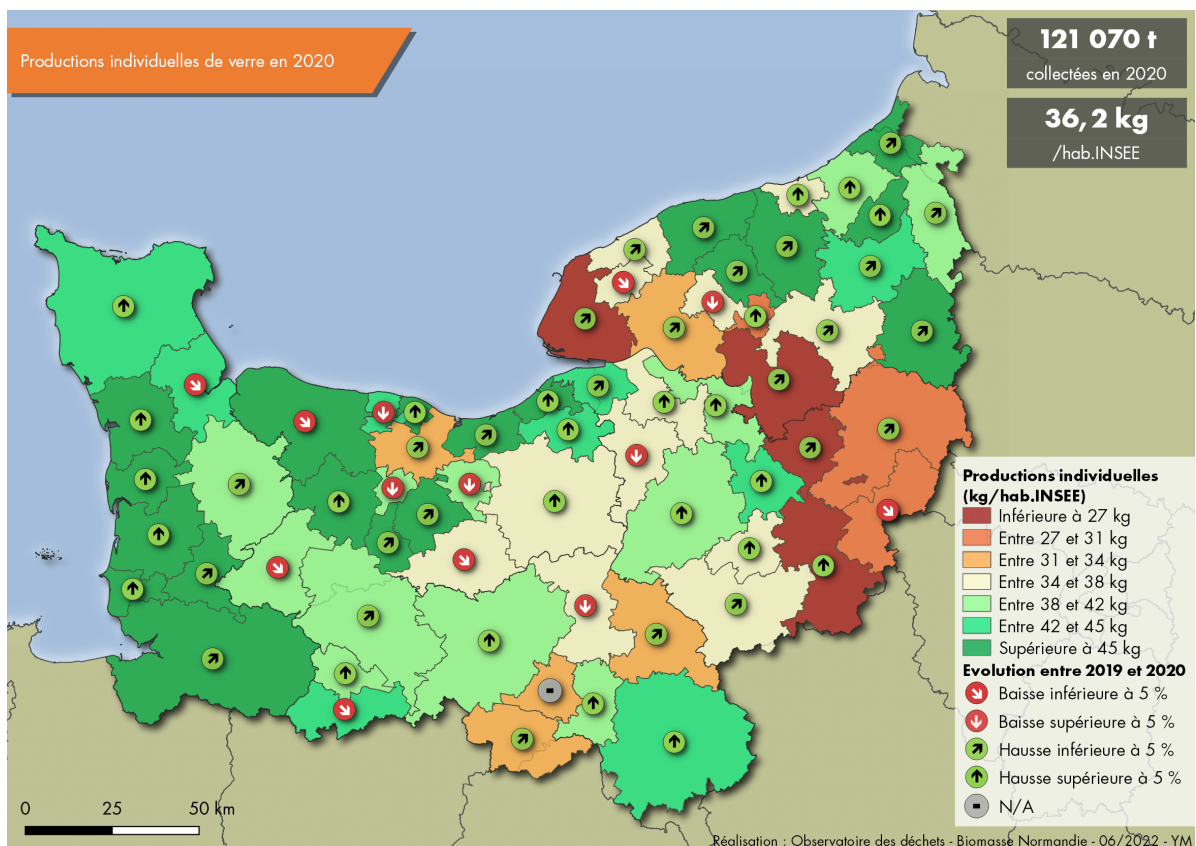 Productions individuelles de verre en 2020
121 070 t
collectées en 2020
36,2 kg
/hab.INSEE
Productions individuelles
(kg/hab.INSEE)
Inférieure à 27 kg
Entre 27 et 31 kg
Entre 31 et 34 kg
Entre 34 et 38 kg
Entre 38 et 42 kg
Entre 42 et 45 kg
Supérieure à 45 kg
Evolution entre 2019 et 2020
Baisse inférieure à 5 %
Baisse supérieure à 5 %
Hausse inférieure à 5 %
Hausse supérieure à 5 %
N/A
0 25 50 km
Réalisation : Observatoire des déchets - Biomasse Normandie - 06/2022 - YM